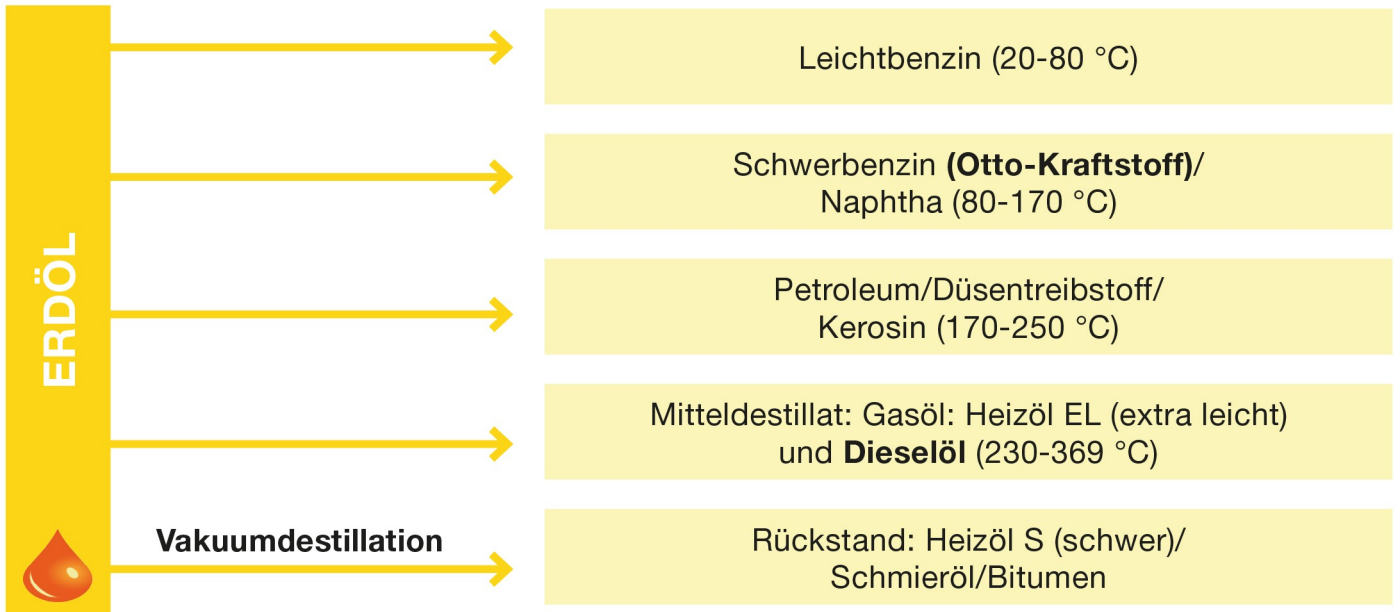 ERDÖL
Leichtbenzin (20-80 °C)
Schwerbenzin (Otto-Kraftstoff)/
Naphtha (80-170 °C)
Petroleum/Düsentreibstoff/
Kerosin (170-250 °C)
Mitteldestillat: Gasöl: Heizöl EL (extra leicht)
und Dieselöl (230-369 °C)
Vakuumdestillation
Rückstand: Heizöl S (schwer)/
Schmieröl/Bitumen